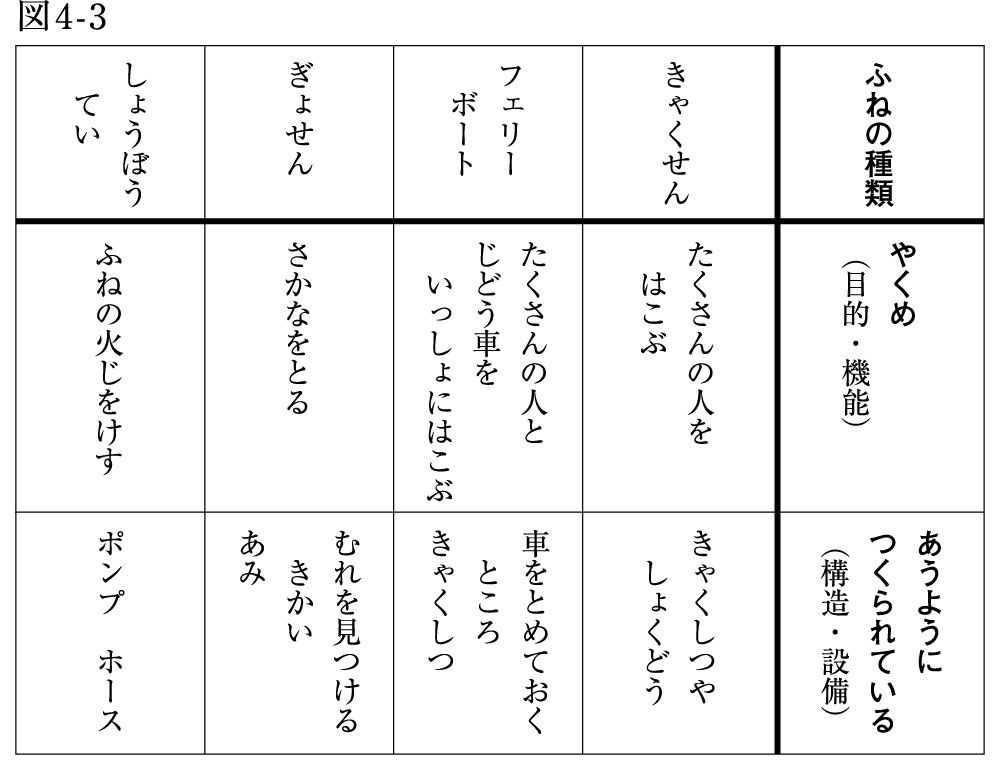 図4-3
ふねの種類
やくめ
（目的・機能）
あうように
つくられている
（構造・設備）
きゃくせん
たくさんの人を
はこぶ
きゃくしつや
しょくどう
フェリー
ボート
たくさんの人と
じどう車を
いっしょにはこぶ
車をとめておく
ところ
きゃくしつ
ぎょせん
さかなをとる
むれを見つける
きかい
あみ
しょうぼう
てい
ふねの火じをけす
ポンプ　ホース